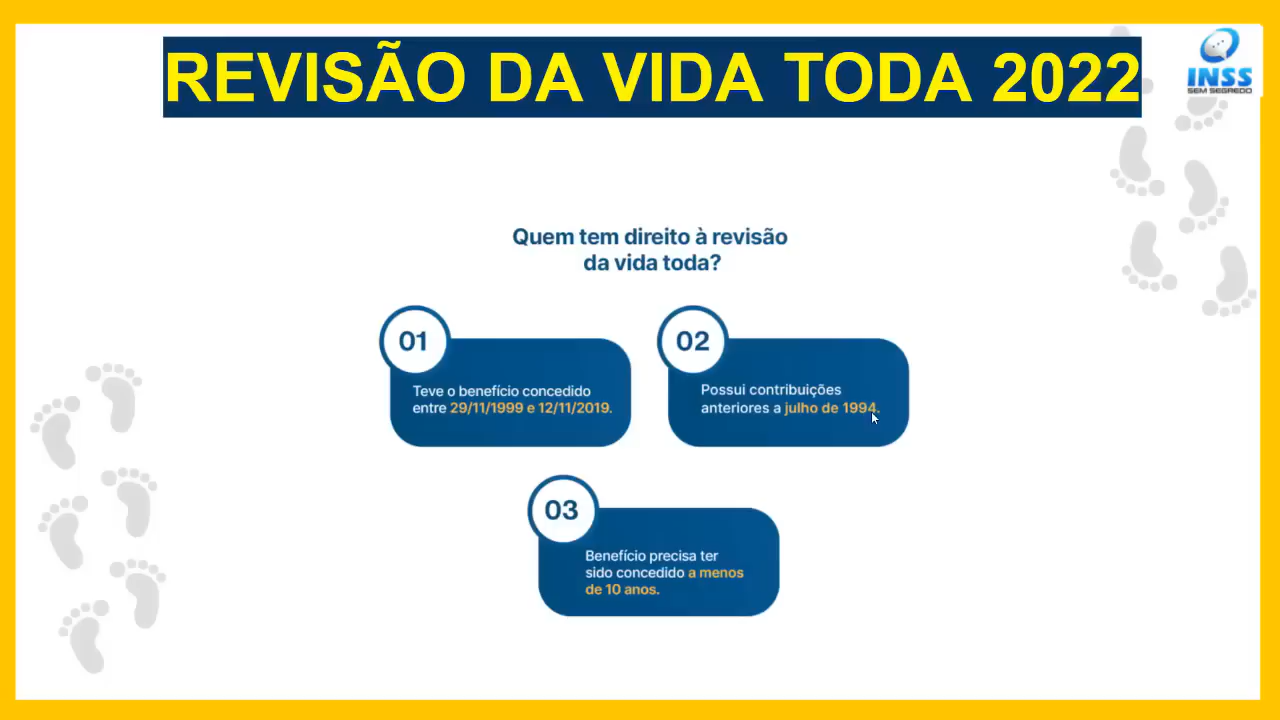 REVISÃO DA VIDA TODA 2022
INSS
SEM SEGREDO
Quem tem direito à revisão
da vida toda?
01
Teve o benefício concedido
entre 29/11/1999 e 12/11/2019.
02
Possui contribuições
anteriores a julho de 1994.
03
Benefício precisa ter
sido concedido a menos
de 10 anos.